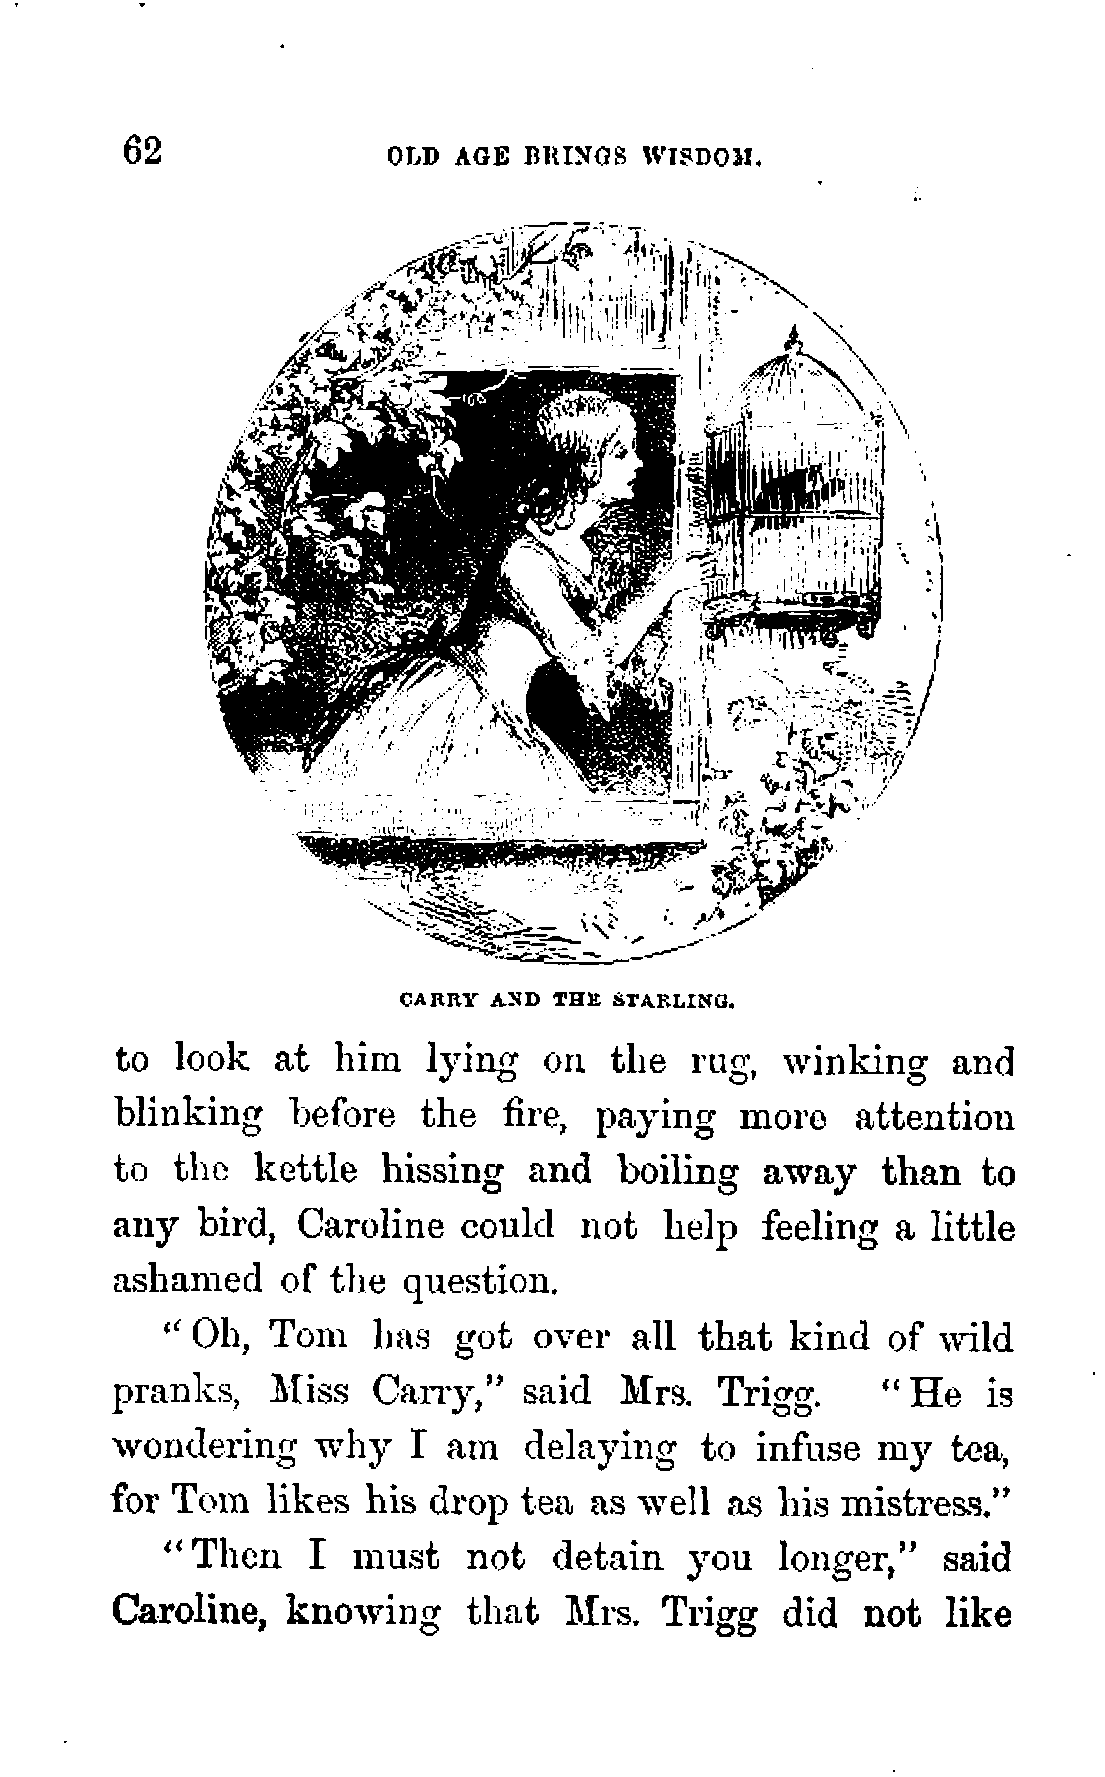 62 OLD AGE BRINGS WISDOM.
CARRY AND THE STARLING.
to look at him lying on the rug, winking and
blinking before the fire, paying more attention
to the kettle hissing and boiling away than to
any bird, Caroline could not help feeling a little
ashamed of the question.
“Oh, Tom has got over all that kind of wild
pranks, Miss Carry,” said Mrs. Trigg. “He is
wondering why I am delaying to infuse my tea,
for Tom likes his drop tea as well as his mistress.”
“Then I must not detain you longer,” said
Caroline, knowing that Mrs. Trigg did not like